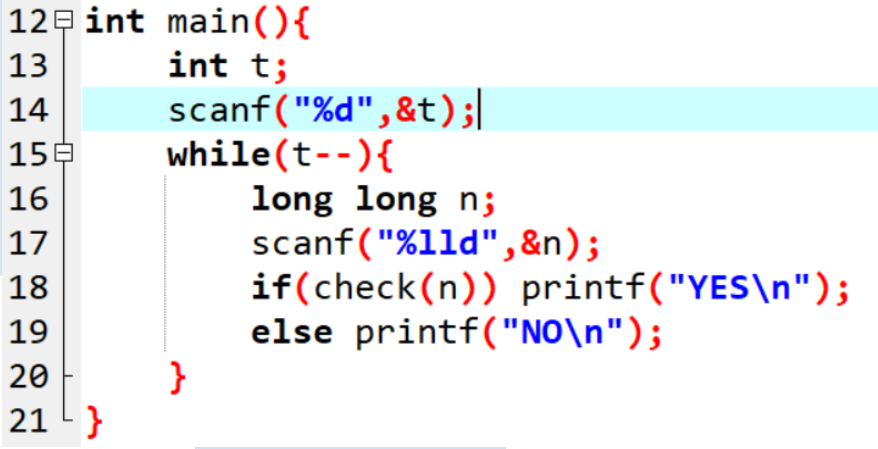 12 int main(){
13 int t;
14 scanf("%d",&t);
15 while(t--){
16 long long n;
17 scanf("%lld",&n);
18 if(check(n)) printf("YES\n");
19 else printf("NO\n");
20 }
21 }